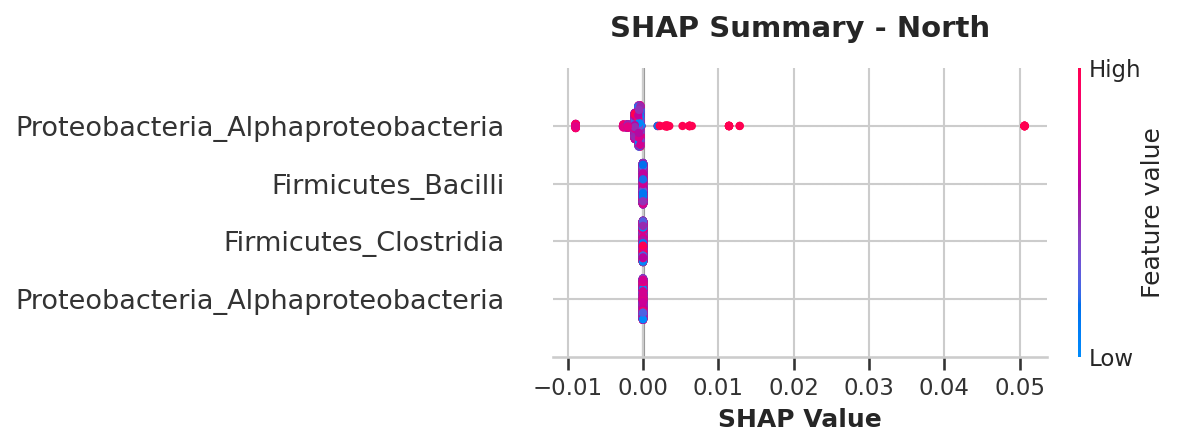 SHAP Summary - North
Proteobacteria_Alphaproteobacteria
Firmicutes_Bacilli
Firmicutes_Clostridia
Proteobacteria_Alphaproteobacteria
−0.01 0.00 0.01 0.02 0.03 0.04 0.05
SHAP Value
High
Feature value
Low